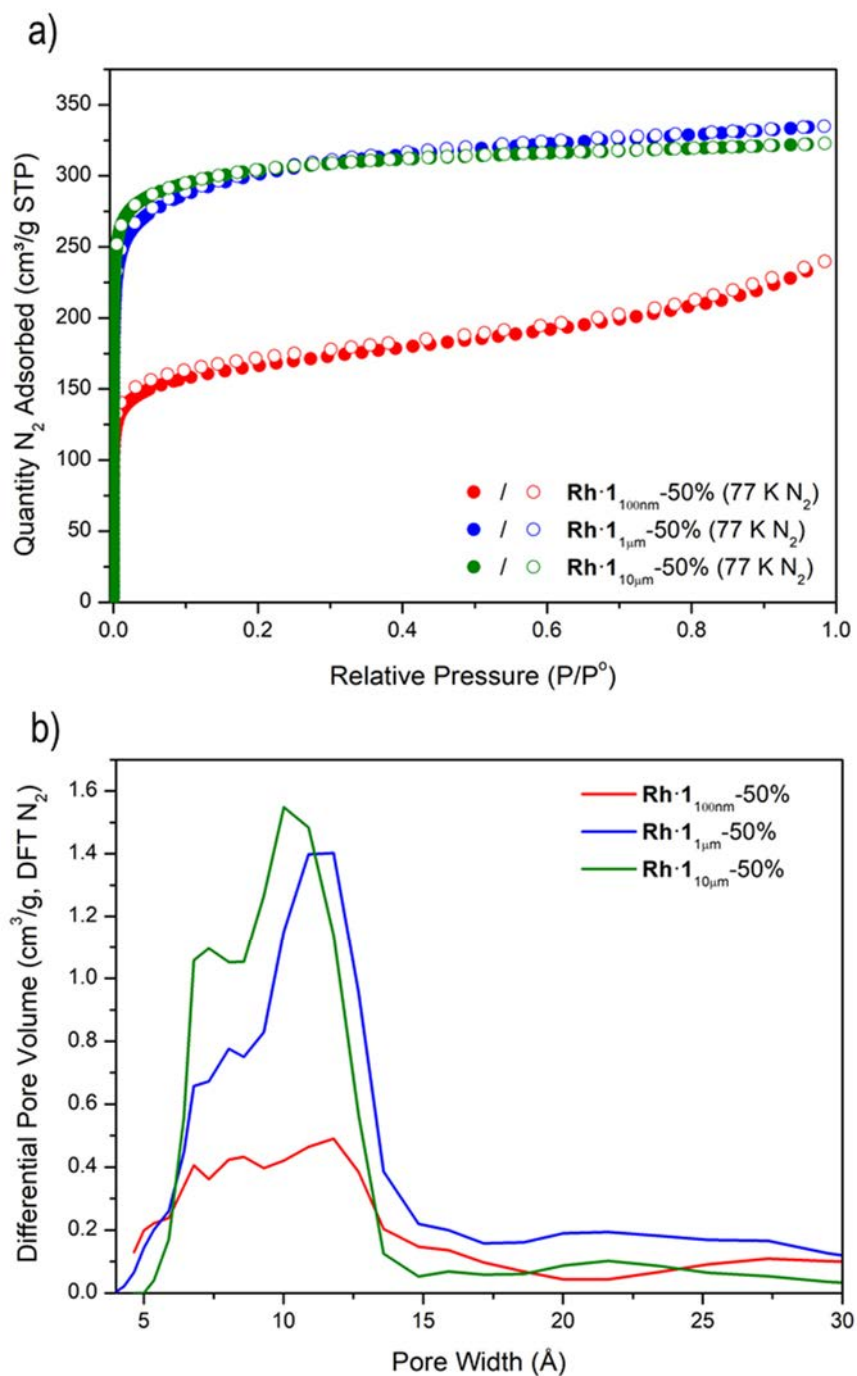 a)
350
300
250
200
150
100
50
0
Quantity N₂ Adsorbed (cm³/g STP)
● / ○ Rh·1₁₀₀ₙₘ-50% (77 K N₂)
● / ○ Rh·1₁μₘ-50% (77 K N₂)
● / ○ Rh·1₁₀μₘ-50% (77 K N₂)
0.0 0.2 0.4 0.6 0.8 1.0
Relative Pressure (P/P°)
b)
1.6
1.4
1.2
1.0
0.8
0.6
0.4
0.2
0.0
Differential Pore Volume (cm³/g, DFT N₂)
Rh·1₁₀₀ₙₘ-50%
Rh·1₁μₘ-50%
Rh·1₁₀μₘ-50%
5 10 15 20 25 30
Pore Width (Å)